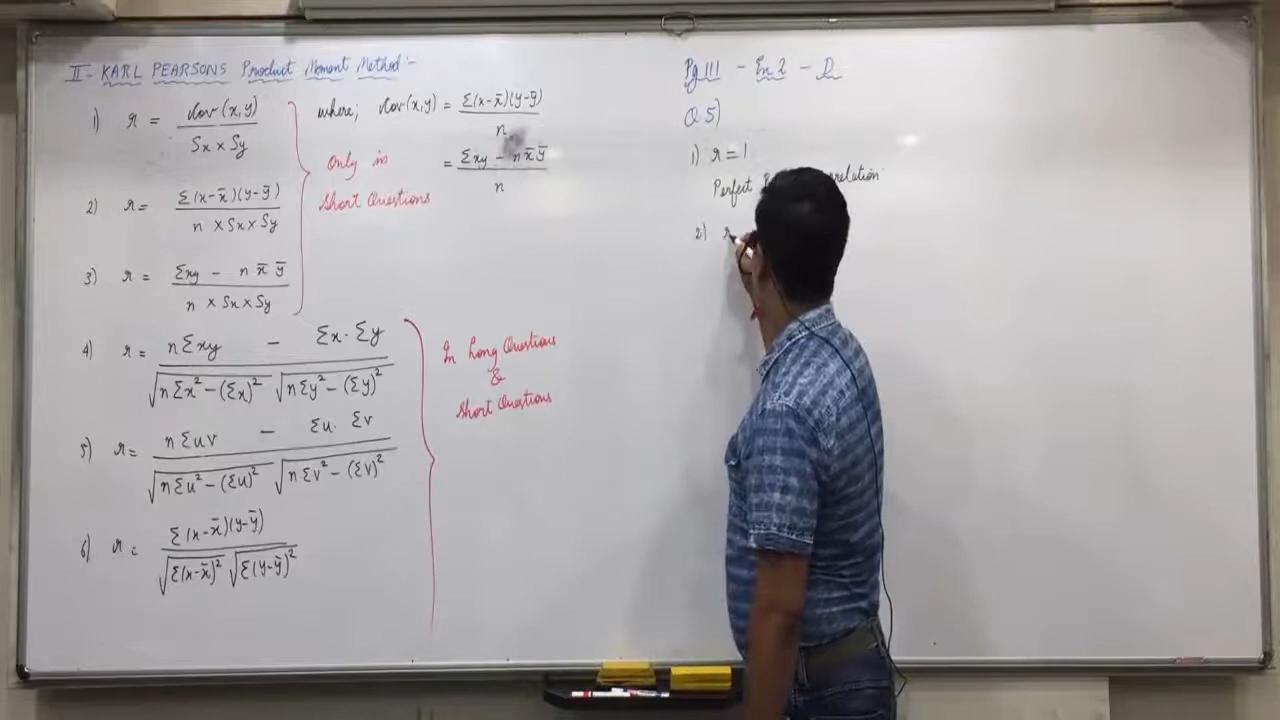 II - KARL PEARSONS Product Moment Method :-
1) r = Cov (x,y) / Sx × Sy
where; Cov (x,y) = Σ(x-x̄)(y-ȳ) / n
= Σxy - n x̄ ȳ / n
Only in
Short Questions
2) r = Σ(x-x̄)(y-ȳ) / n × Sx × Sy
3) r = Σxy - n x̄ ȳ / n × Sx × Sy
4) r = nΣxy - Σx · Σy / √nΣx² - (Σx)² √nΣy² - (Σy)²
5) r = nΣuv - Σu · Σv / √nΣu² - (Σu)² √nΣv² - (Σv)²
6) r = Σ(x-x̄)(y-ȳ) / √Σ(x-x̄)² √Σ(y-ȳ)²
In Long Questions
&
Short Questions
Pg 111 - Ex 2 - D
Q 5)
1) r = 1
Perfect
2) r